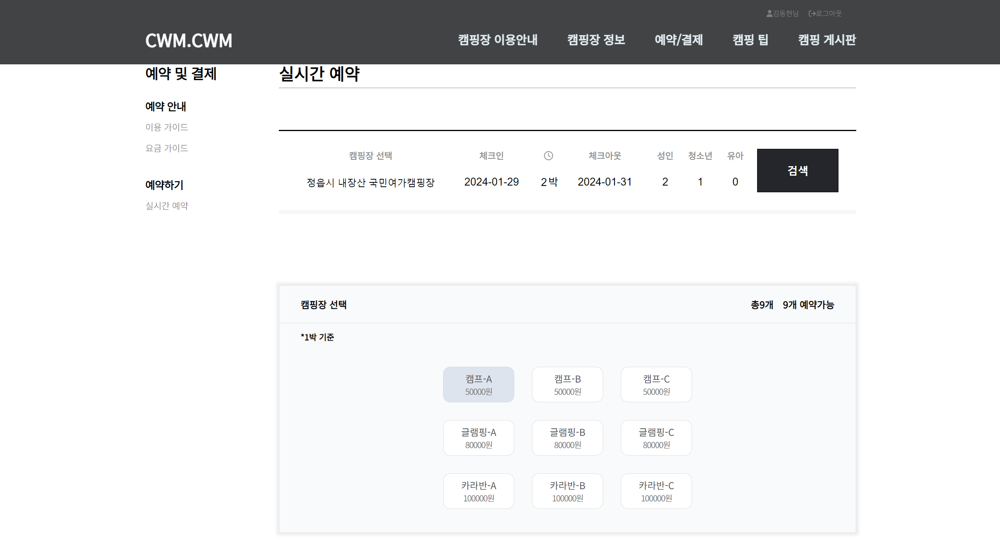 김동현님 로그아웃
CWM.CWM 캠핑장 이용안내 캠핑장 정보 예약/결제 캠핑 팁 캠핑 게시판
예약 및 결제
예약 안내
이용 가이드
요금 가이드
예약하기
실시간 예약
실시간 예약
캠핑장 선택 체크인 체크아웃 성인 청소년 유아
정읍시 내장산 국민여가캠핑장 2024-01-29 2 박 2024-01-31 2 1 0
검색
캠핑장 선택 총9개 9개 예약가능
*1박 기준
캠프-A 캠프-B 캠프-C
50000원 50000원 50000원
글램핑-A 글램핑-B 글램핑-C
80000원 80000원 80000원
카라반-A 카라반-B 카라반-C
100000원 100000원 100000원